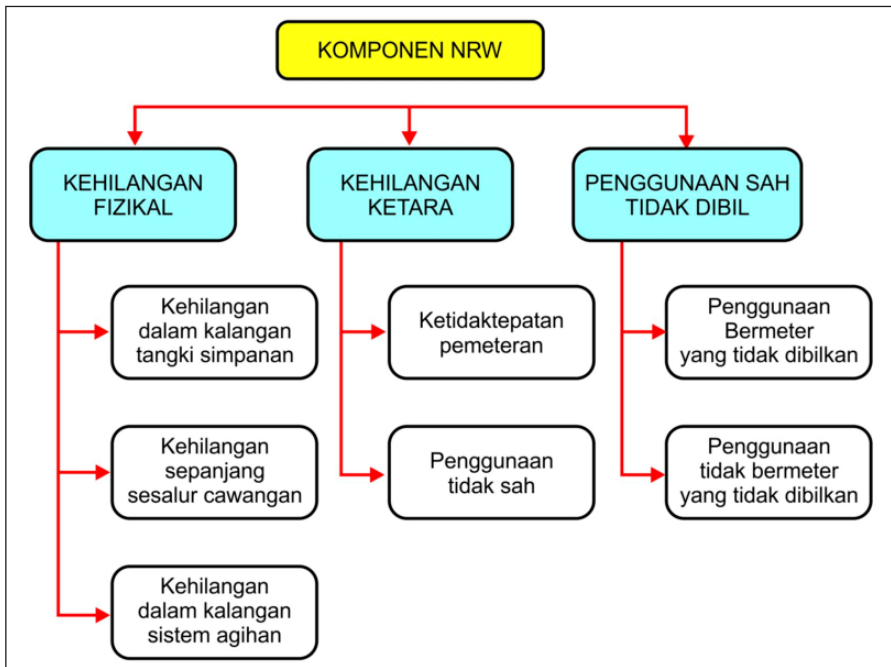 KOMPONEN NRW
KEHILANGAN
FIZIKAL
KEHILANGAN
KETARA
PENGGUNAAN SAH
TIDAK DIBIL
Kehilangan
dalam kalangan
tangki simpanan
Kehilangan
sepanjang
sesalur cawangan
Kehilangan
dalam kalangan
sistem agihan
Ketidaktepatan
pemeteran
Penggunaan
tidak sah
Penggunaan
Bermeter
yang tidak dibilkan
Penggunaan
tidak bermeter
yang tidak dibilkan